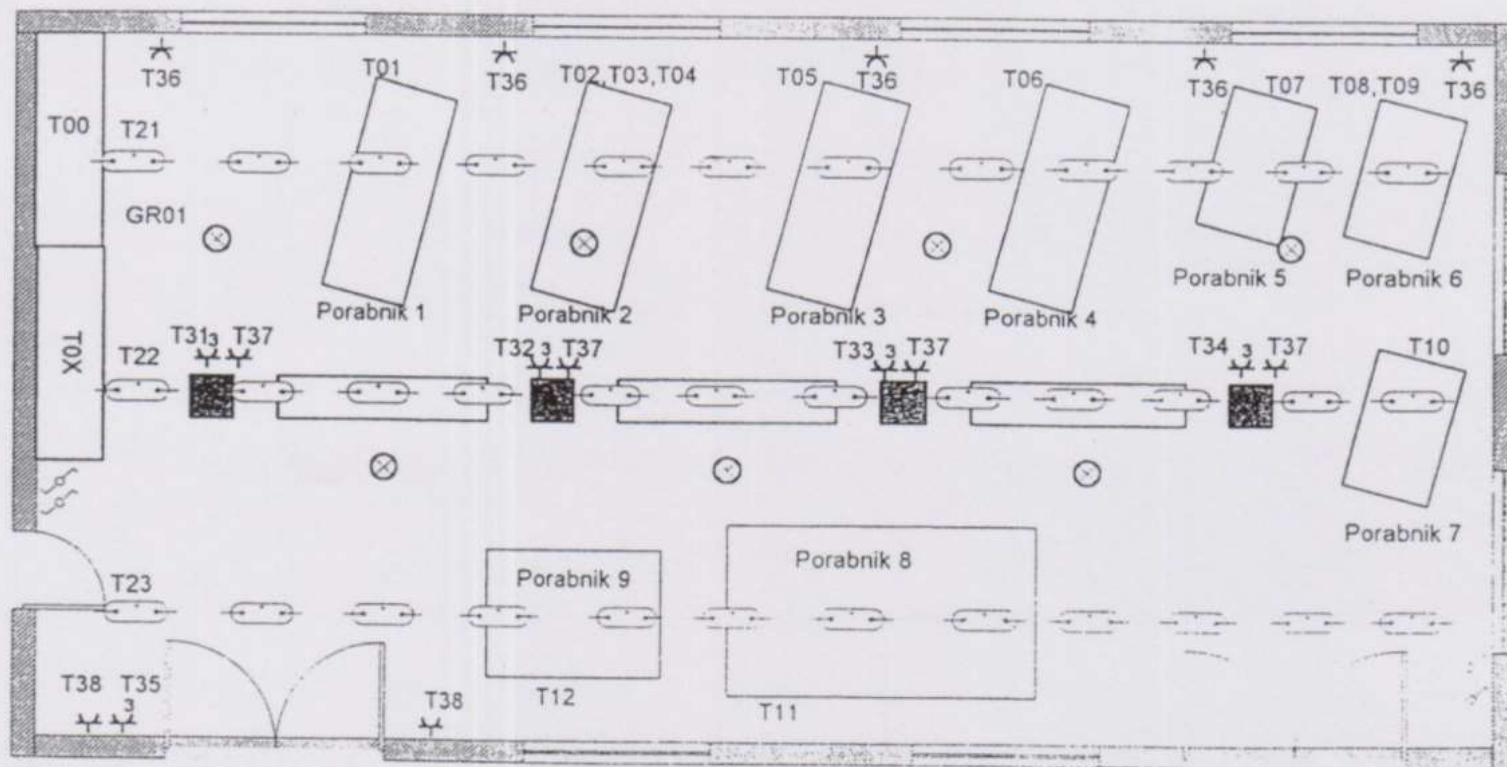 T36
T01
T36
T02,T03,T04
T05
T36
T06
T36
T07
T08,T09
T36
T00
T21
GR01
Porabnik 1
Porabnik 2
Porabnik 3
Porabnik 4
Porabnik 5
Porabnik 6
T0X
T22
T31 3 T37
T32 3 T37
T33 3 T37
T34 3 T37
T10
Porabnik 7
T23
Porabnik 9
Porabnik 8
T38
T35
3
T38
T12
T11